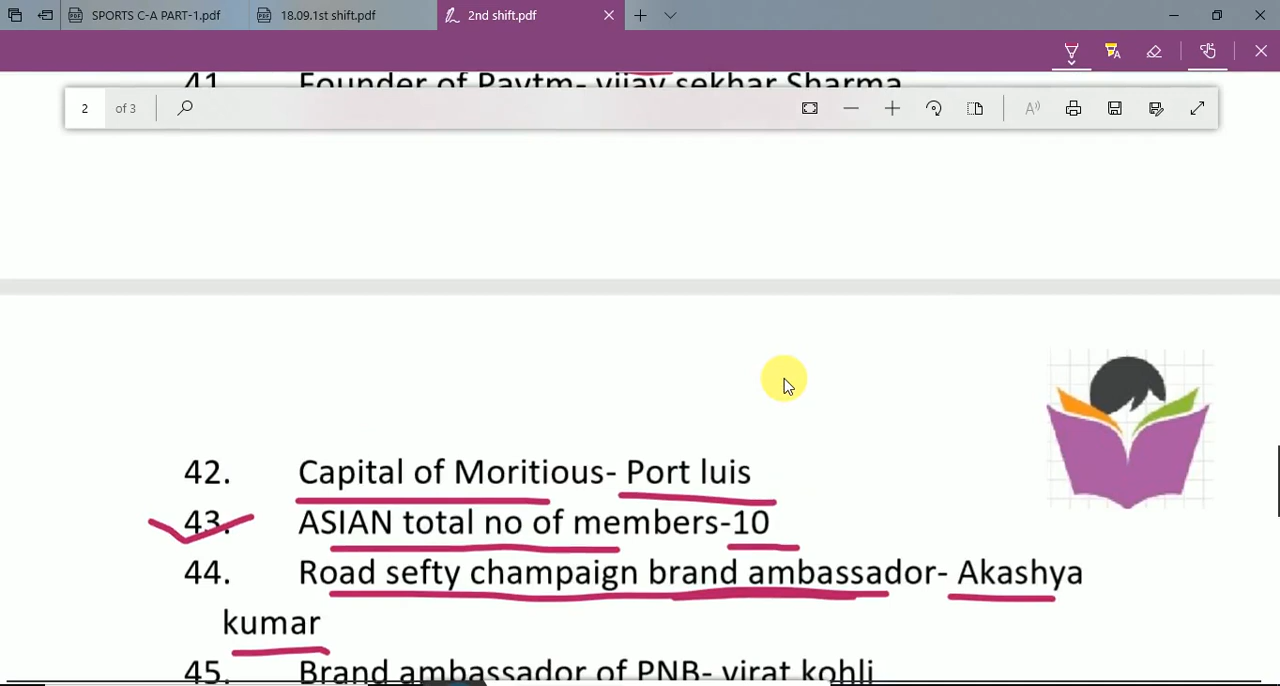 SPORTS C-A PART-1.pdf 18.09.1st shift.pdf 2nd shift.pdf
41 Founder of Paytm- vijay sekhar Sharma
2 of 3
42. Capital of Moritious- Port luis
43. ASIAN total no of members-10
44. Road sefty champaign brand ambassador- Akashya
kumar
45. Brand ambassador of PNB- virat kohli